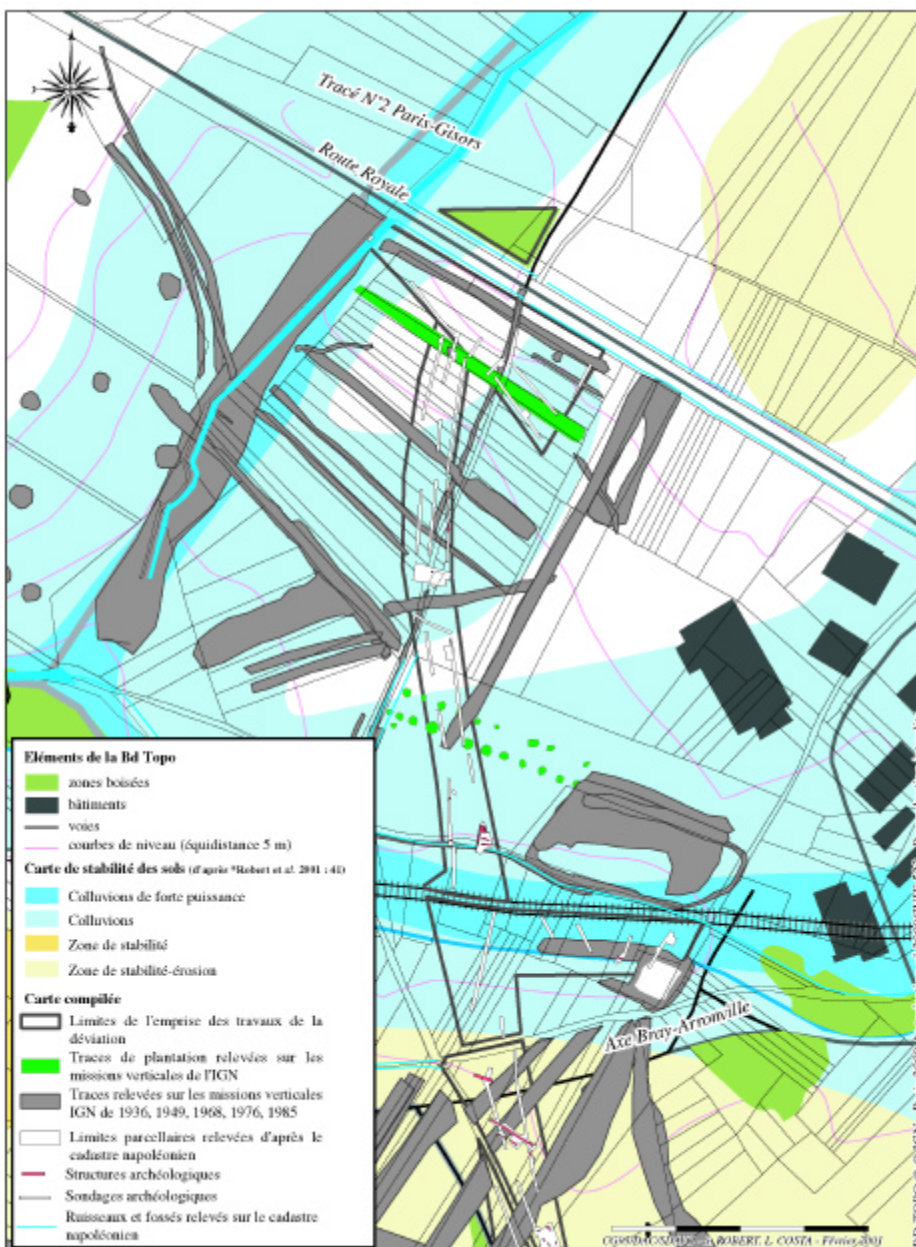 Tracé N°2 Paris-Gisors
Route Royale
Eléments de la Bd Topo
zones boisées
bâtiments
voies
courbes de niveau (équidistance 5 m)
Carte de stabilité des sols (d'après *Robert et al. 2001 : 41)
Colluvions de forte puissance
Colluvions
Zone de stabilité
Zone de stabilité-érosion
Carte compilée
Limites de l'emprise des travaux de la
déviation
Traces de plantation relevées sur les
missions verticales de l'IGN
Traces relevées sur les missions verticales
IGN de 1936, 1949, 1968, 1976, 1985
Limites parcellaires relevées d'après le
cadastre napoléonien
Structures archéologiques
Sondages archéologiques
Ruisseaux et fossés relevés sur le cadastre
napoléonien
Axe Bray-Arronville
ROBERT, L. COSTA - Février 2003